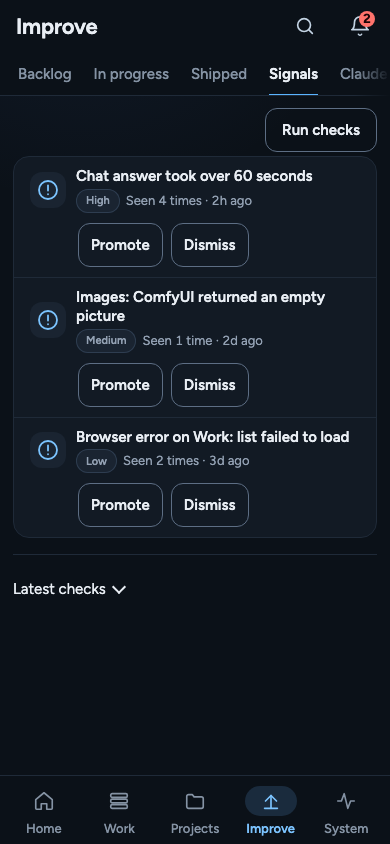 Improve
2
Backlog
In progress
Shipped
Signals
Claude
Run checks
Chat answer took over 60 seconds
High
Seen 4 times · 2h ago
Promote
Dismiss
Images: ComfyUI returned an empty
picture
Medium
Seen 1 time · 2d ago
Promote
Dismiss
Browser error on Work: list failed to load
Low
Seen 2 times · 3d ago
Promote
Dismiss
Latest checks
Home
Work
Projects
Improve
System